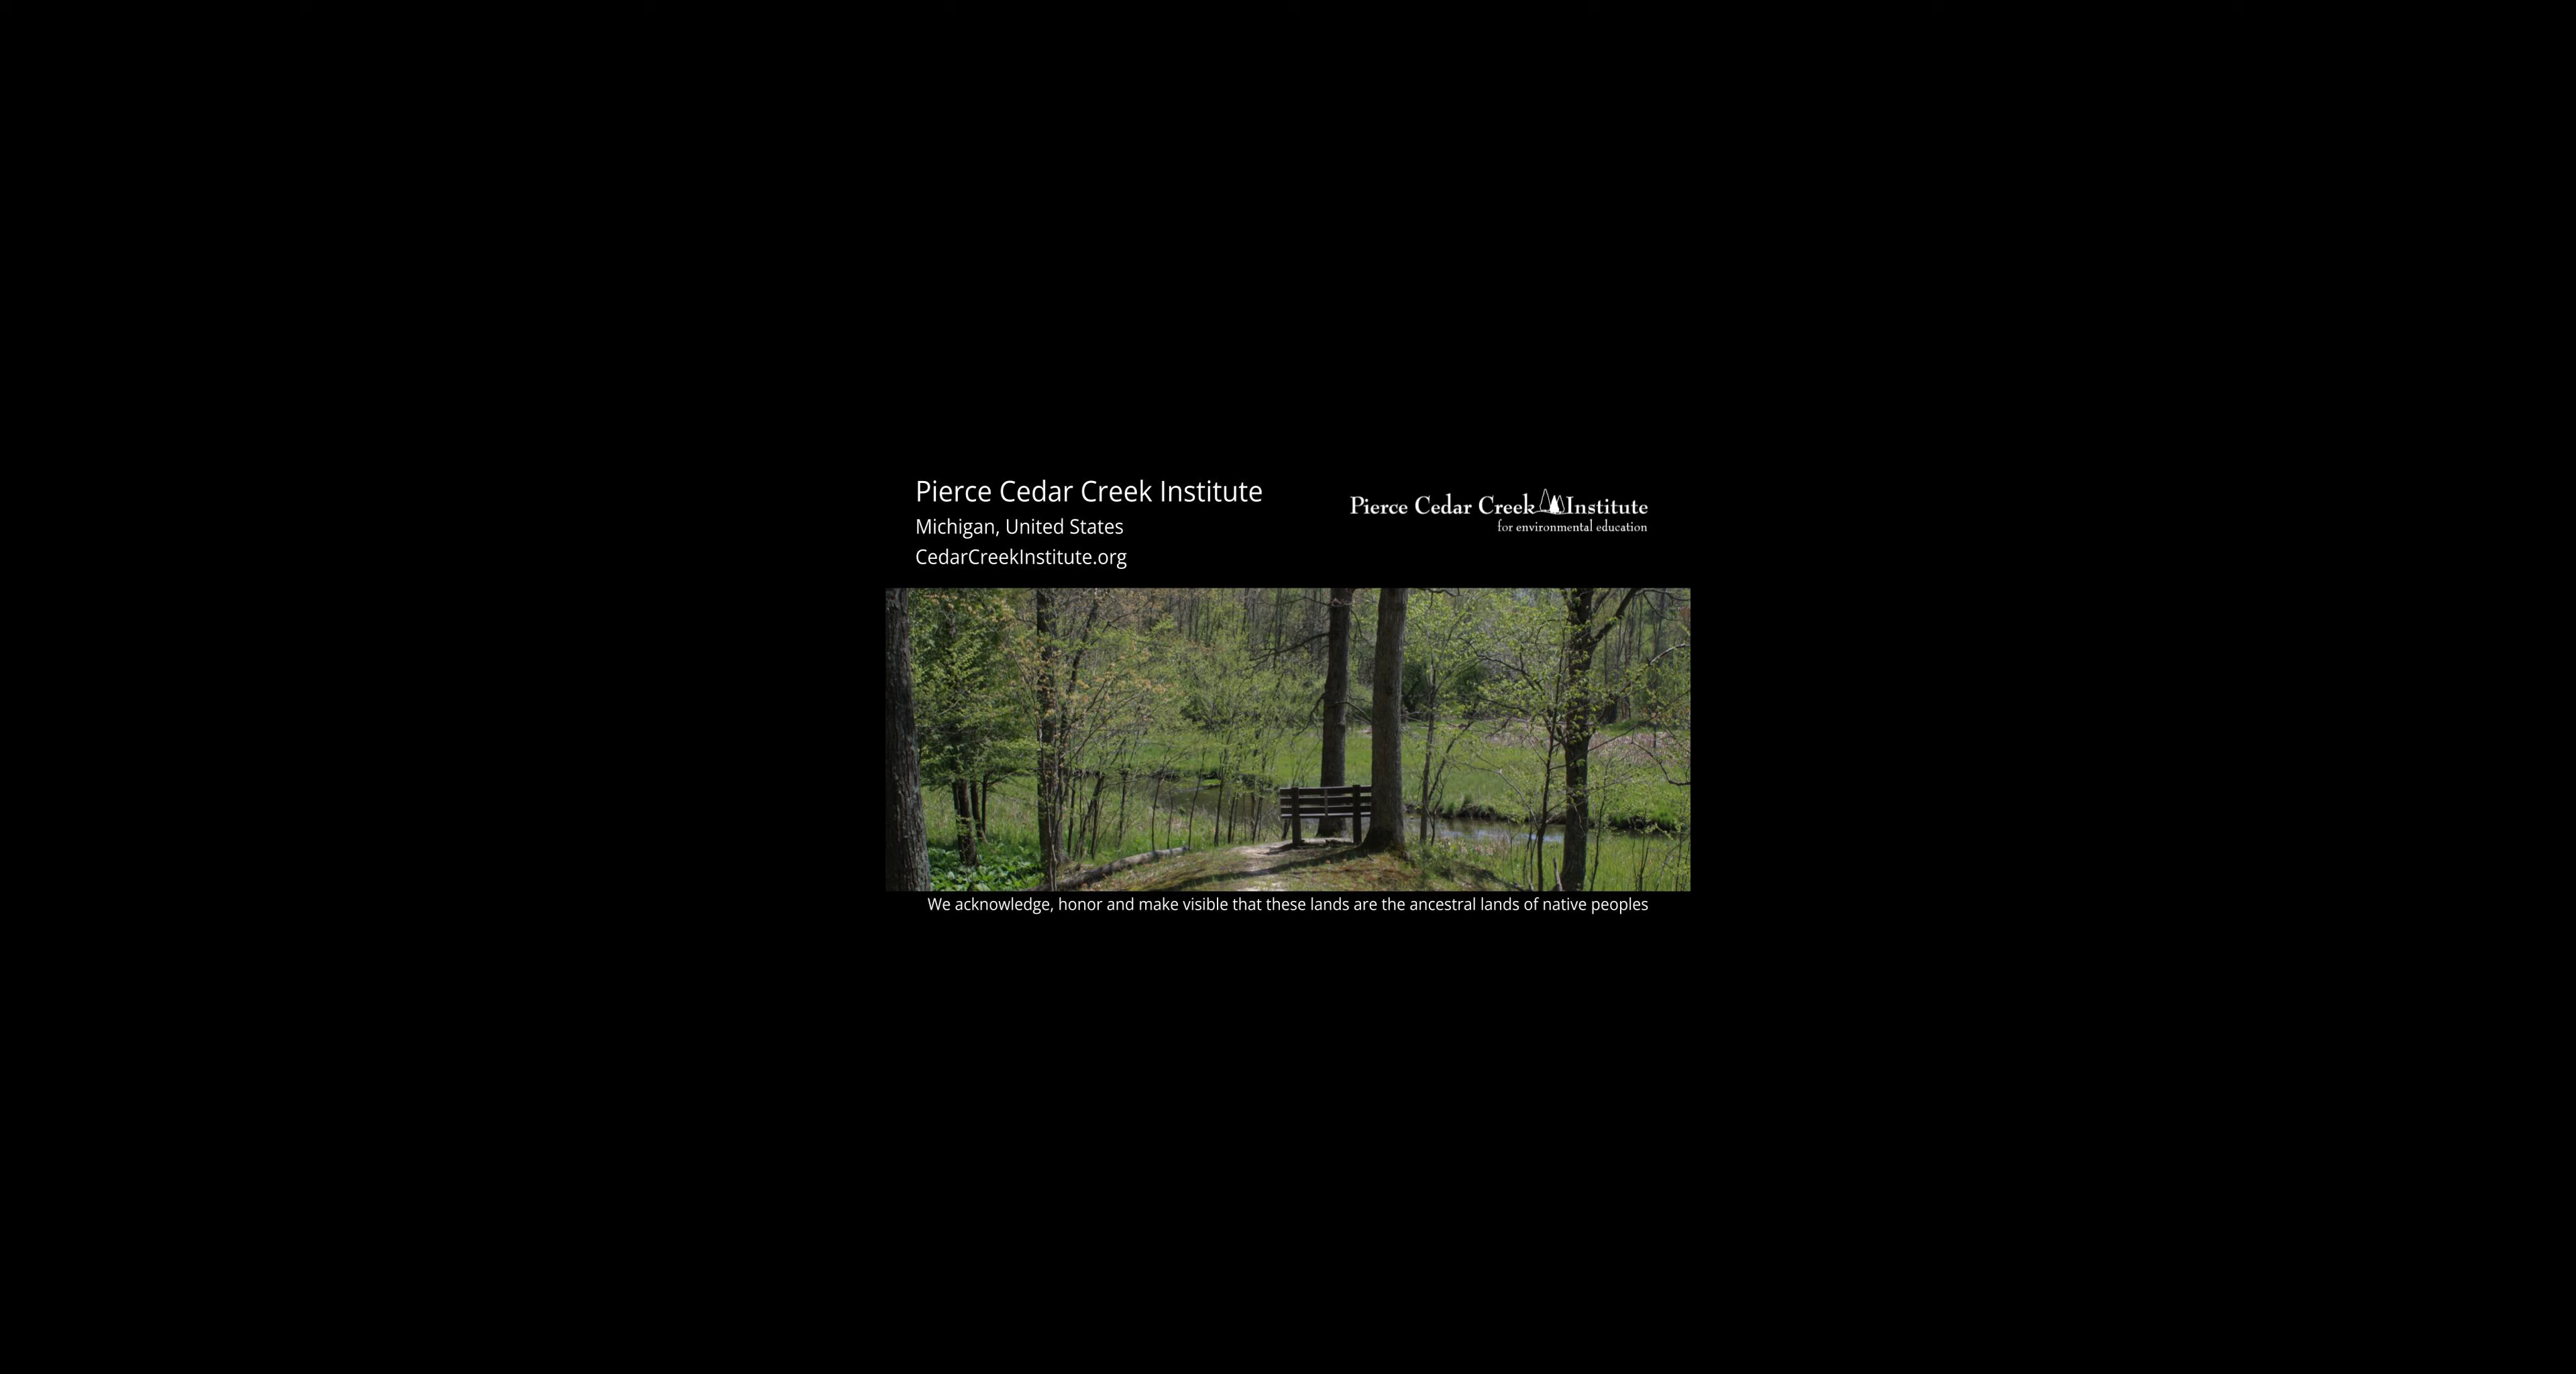 Pierce Cedar Creek Institute
Michigan, United States
CedarCreekInstitute.org
Pierce Cedar Creek Institute
for environmental education
We acknowledge, honor and make visible that these lands are the ancestral lands of native peoples